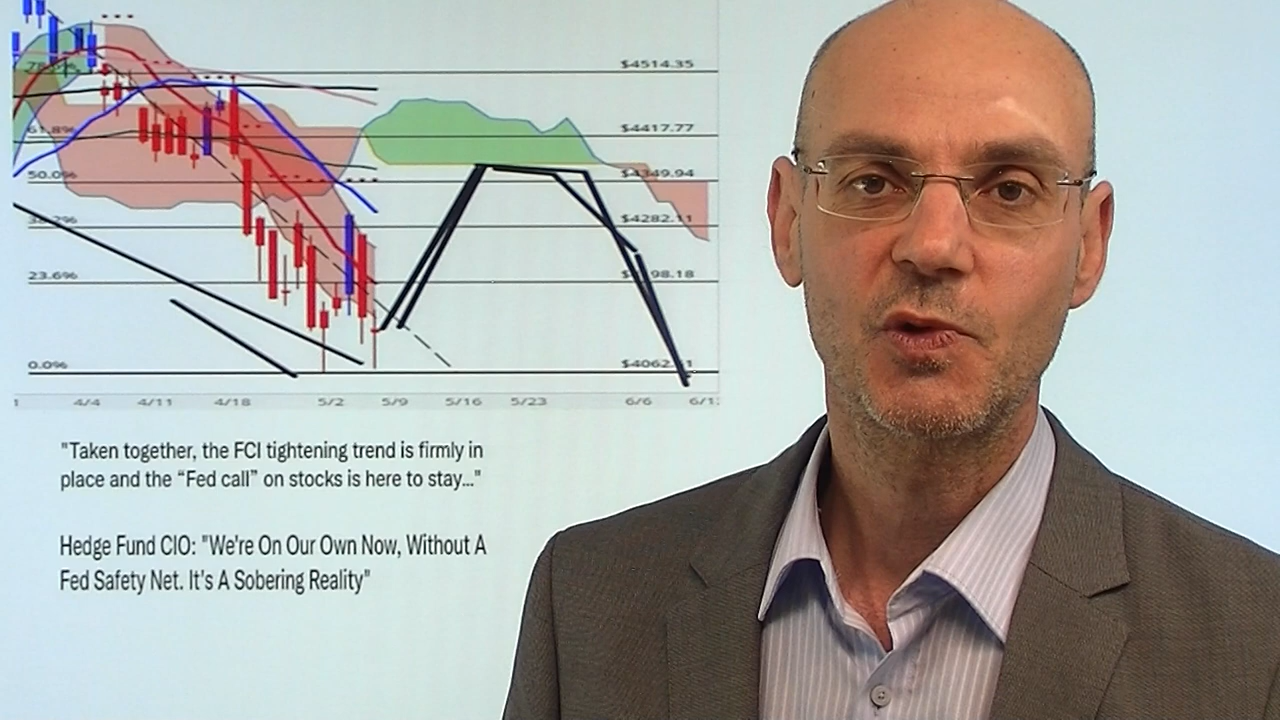 $4514.35
$4417.77
61.8%
50.0%
$4349.94
$4282.11
23.6%
0.0%
4/4 4/11 4/18 5/2 5/9 5/16 5/23 6/6
"Taken together, the FCI tightening trend is firmly in
place and the “Fed call” on stocks is here to stay..."
Hedge Fund CIO: "We're On Our Own Now, Without A
Fed Safety Net. It's A Sobering Reality"